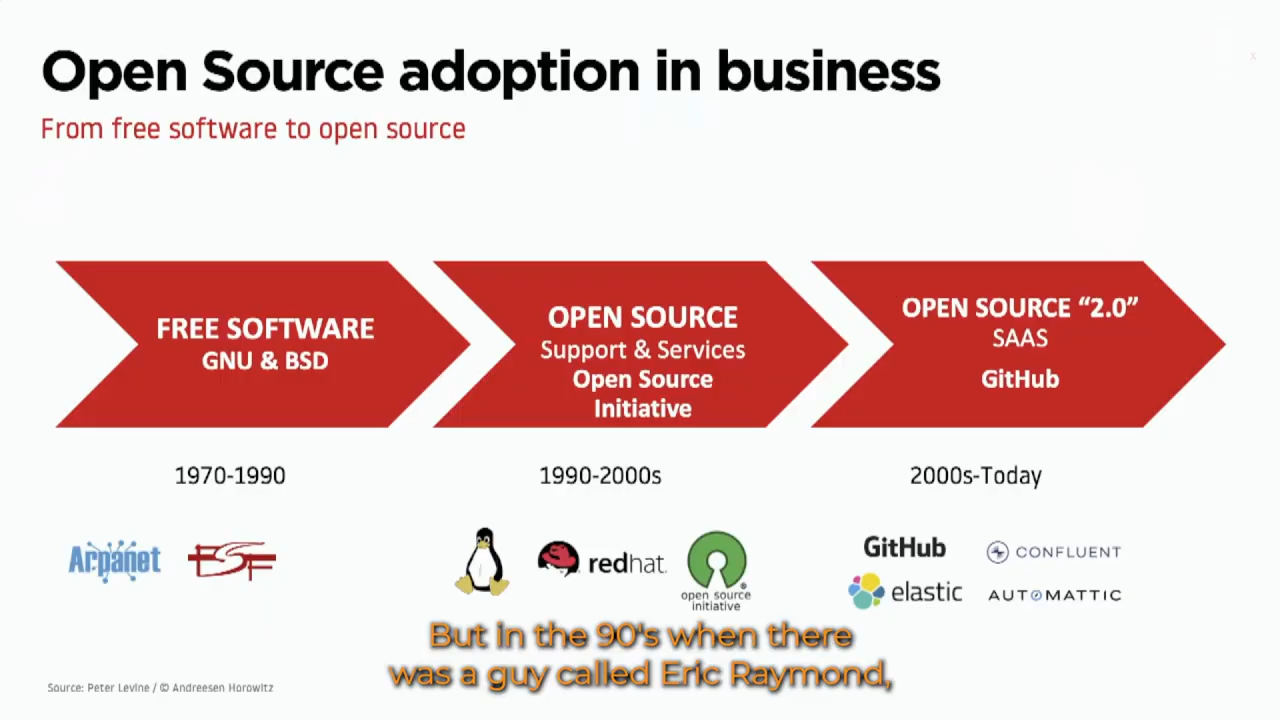 Open Source adoption in business
From free software to open source
FREE SOFTWARE
GNU & BSD
OPEN SOURCE
Support & Services
Open Source
Initiative
OPEN SOURCE “2.0”
SAAS
GitHub
1970-1990
1990-2000s
2000s-Today
Arpanet
FSF
redhat.
open source
initiative
GitHub
CONFLUENT
elastic
AUTOMATTIC
But in the 90's when there
was a guy called Eric Raymond,
Source: Peter Levine / © Andreesen Horowitz